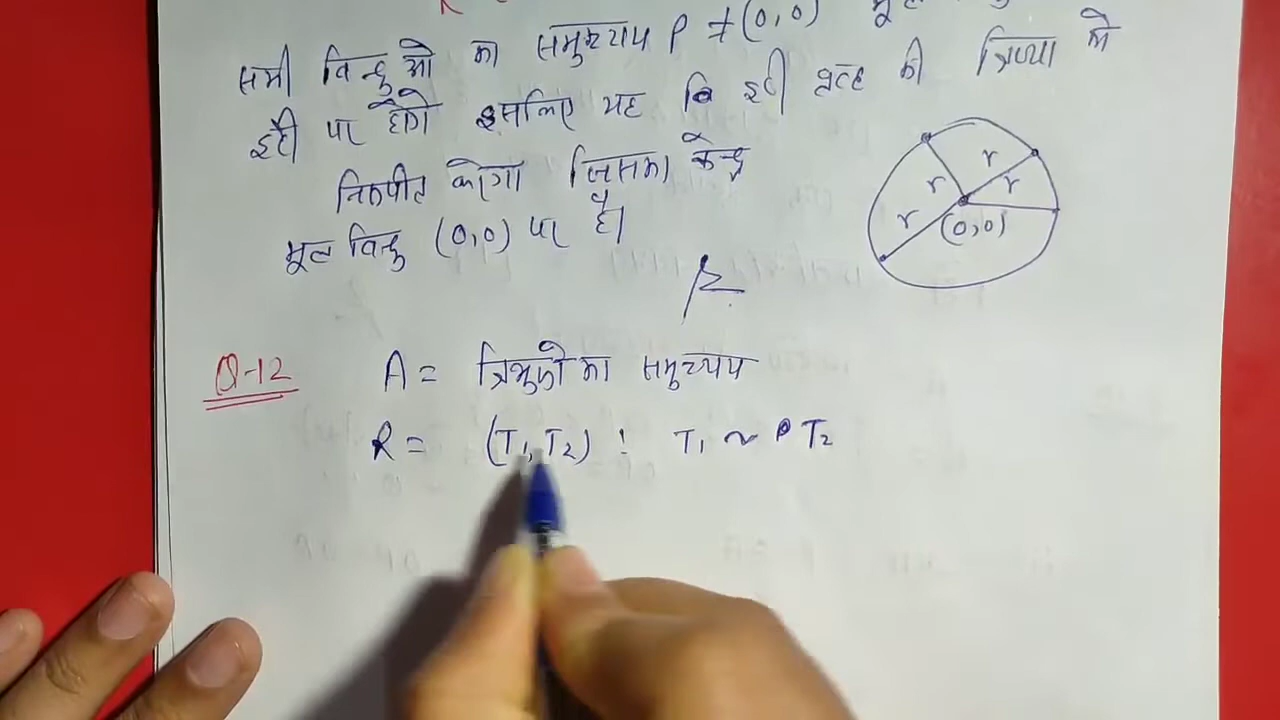 सभी बिन्दुओं का समुच्चय P ≠ (0,0) मूल
इसी पर होंगे इसलिए यह कि इसी वृत्त की त्रिज्या को
निरूपित करेगा जिसका केन्द्र
मूल बिन्दु (0,0) पर है।
r r r r
(0,0)
Q-12 A = त्रिभुजों का समुच्चय
R = (T₁, T₂) : T₁ ~ T₂